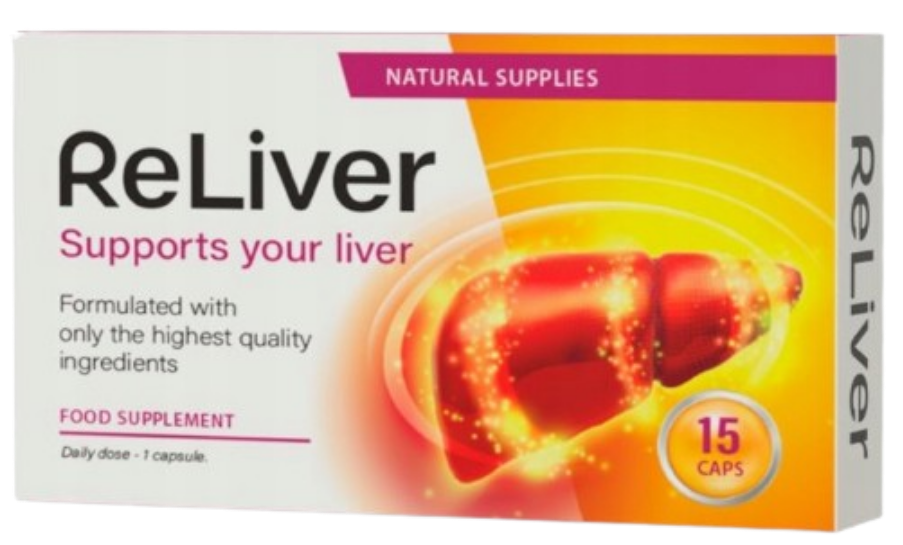 NATURAL SUPPLIES
ReLiver
Supports your liver
Formulated with
only the highest quality
ingredients
FOOD SUPPLEMENT
Daily dose - 1 capsule.
15
CAPS
ReLiver